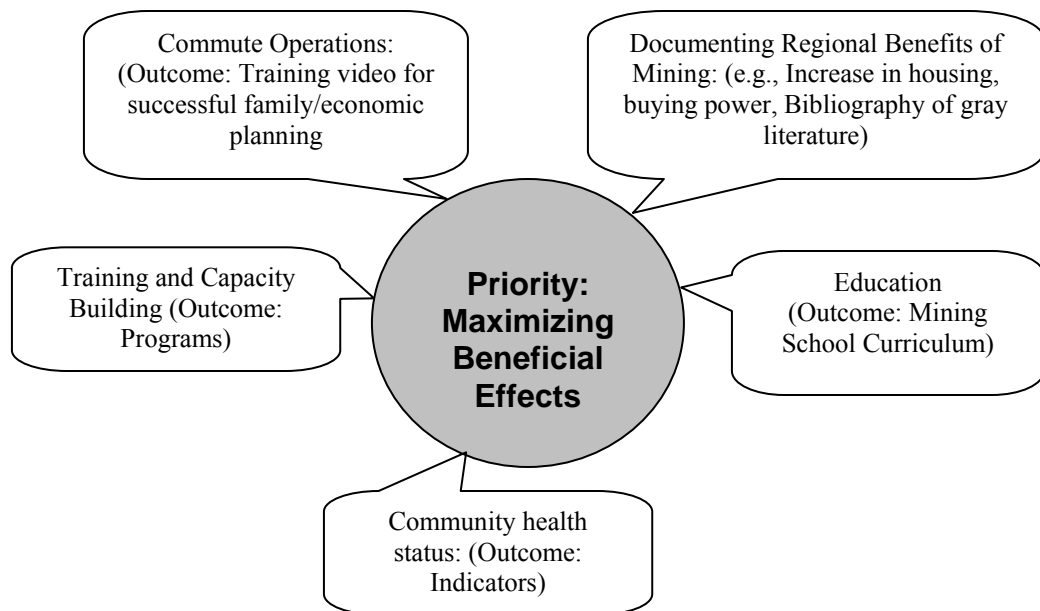 Commute Operations:
(Outcome: Training video for
successful family/economic
planning
Documenting Regional Benefits of
Mining: (e.g., Increase in housing,
buying power, Bibliography of gray
literature)
Training and Capacity
Building (Outcome:
Programs)
Priority:
Maximizing
Beneficial
Effects
Education
(Outcome: Mining
School Curriculum)
Community health
status: (Outcome:
Indicators)